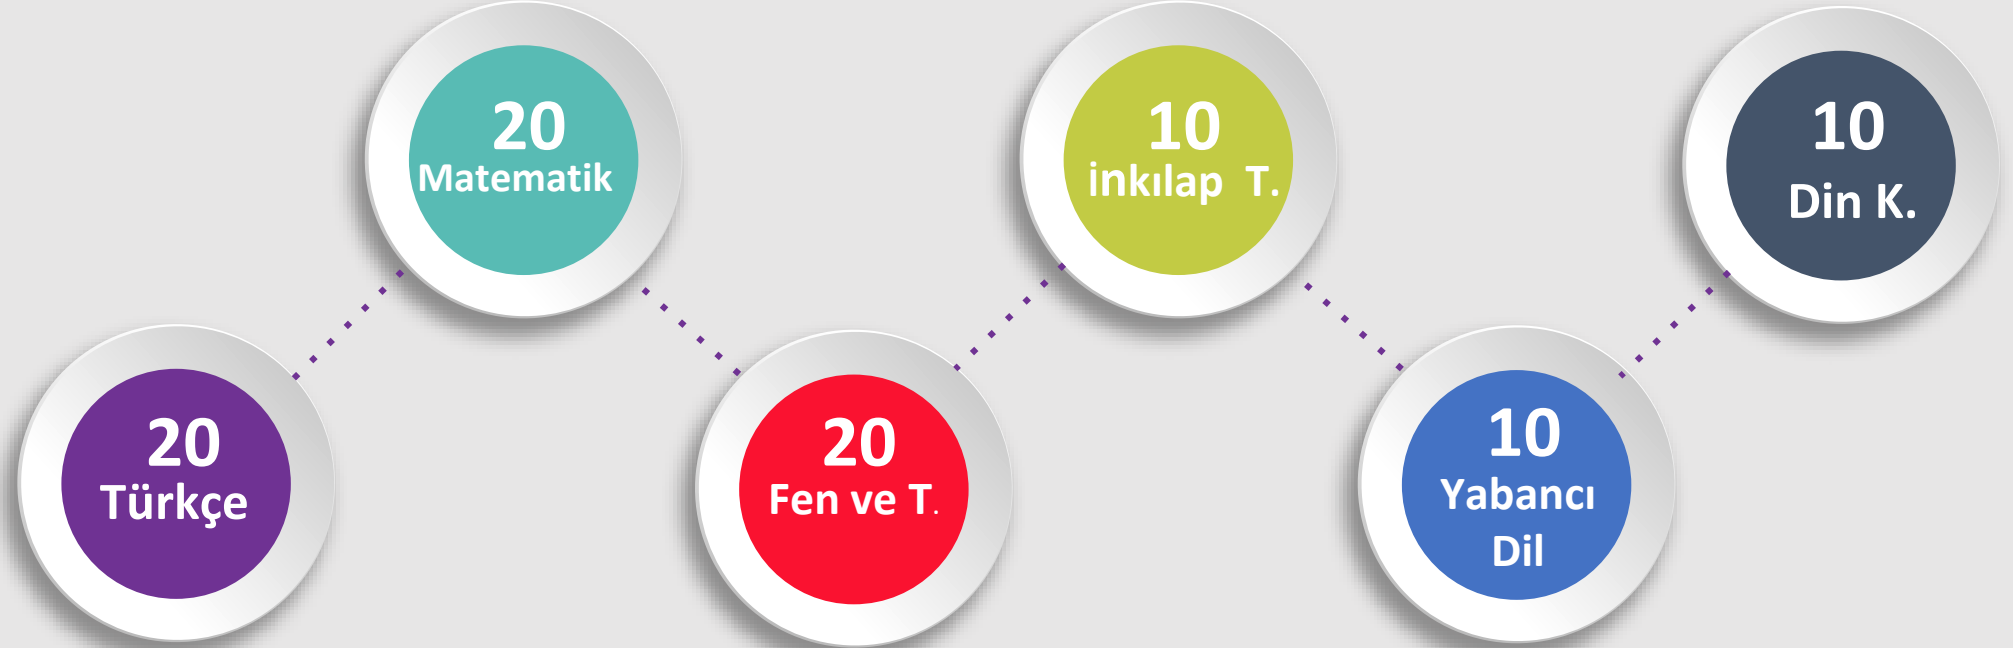 20
Türkçe
20
Matematik
20
Fen ve T.
10
inkılap T.
10
Yabancı
Dil
10
Din K.